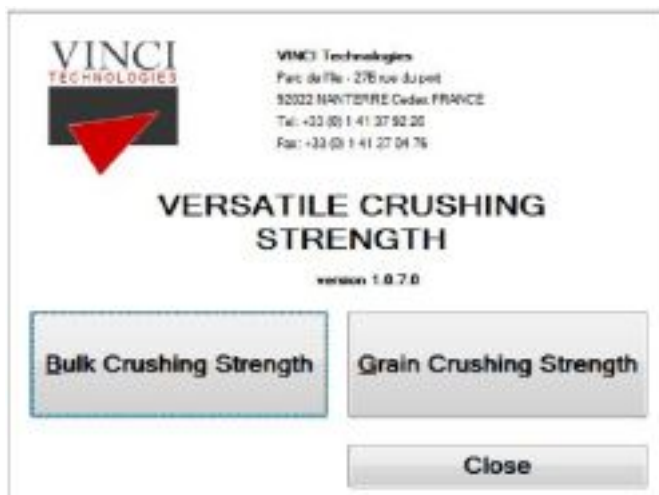 VINCI
TECHNOLOGIES
VINCI Technologies
Parc de l'île - 27B rue du port
92022 NANTERRE Cedex FRANCE
Tel: +33 (0) 1 41 37 92 20
Fax: +33 (0) 1 41 37 04 76
VERSATILE CRUSHING
STRENGTH
version 1.0.7.0
Bulk Crushing Strength
Grain Crushing Strength
Close